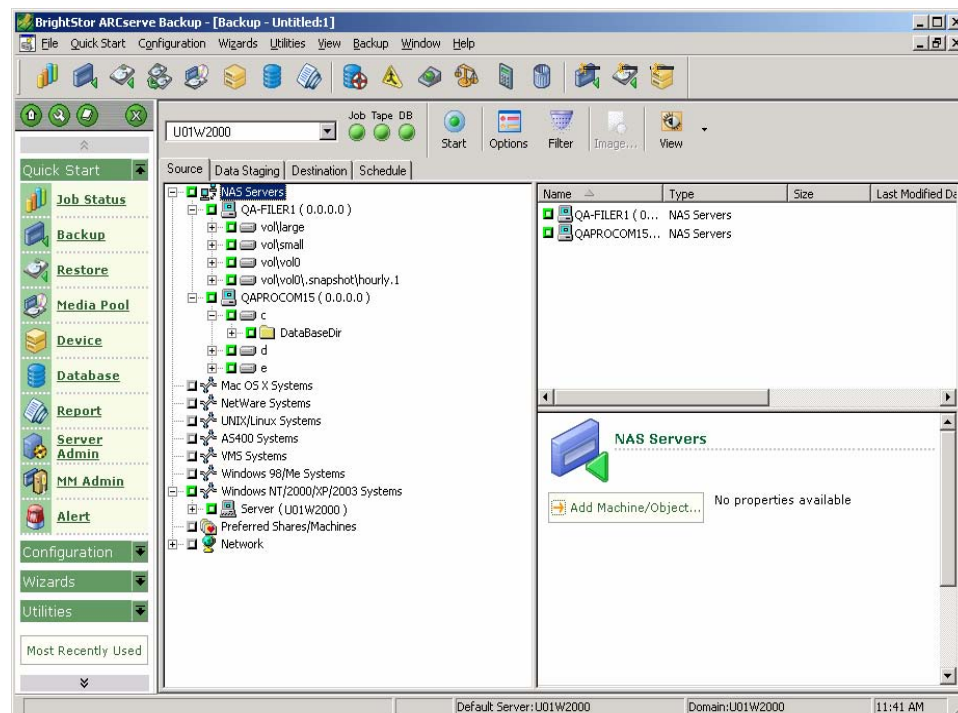 BrightStor ARCserve Backup - [Backup - Untitled:1]
File Quick Start Configuration Wizards Utilities View Backup Window Help
U01W2000
Job Tape DB
Start Options Filter Image... View
Quick Start
Job Status
Backup
Restore
Media Pool
Device
Database
Report
Server
Admin
MM Admin
Alert
Configuration
Wizards
Utilities
Most Recently Used
Source Data Staging Destination Schedule
NAS Servers
QA-FILER1 ( 0.0.0.0 )
vol\large
vol\small
vol\vol0
vol\vol0\.snapshot\hourly.1
QAPROCOM15 ( 0.0.0.0 )
c
DataBaseDir
d
e
Mac OS X Systems
NetWare Systems
UNIX/Linux Systems
AS400 Systems
VMS Systems
Windows 98/Me Systems
Windows NT/2000/XP/2003 Systems
Server ( U01W2000 )
Preferred Shares/Machines
Network
Name Type Size Last Modified Da
QA-FILER1 ( 0... NAS Servers
QAPROCOM15... NAS Servers
NAS Servers
Add Machine/Object... No properties available
Default Server:U01W2000 Domain:U01W2000 11:41 AM